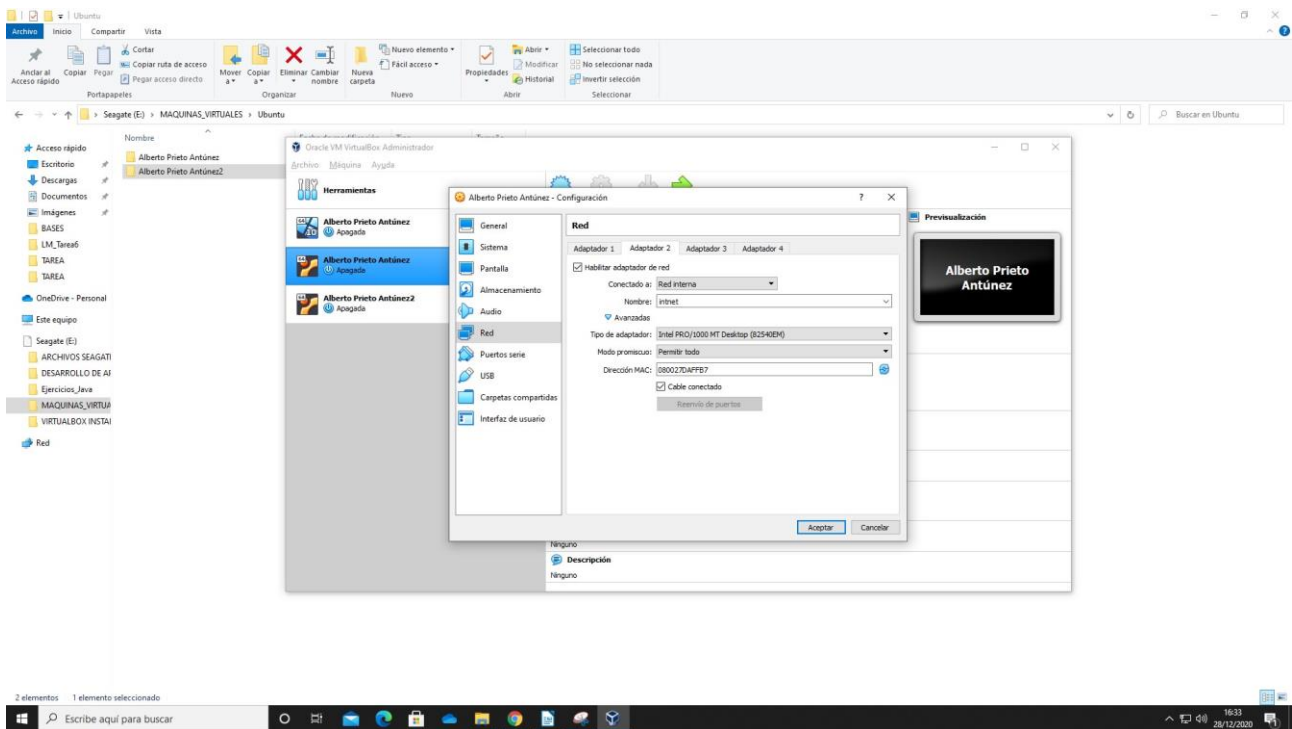 Ubuntu
Archivo Inicio Compartir Vista
Anclar al Acceso rápido
Copiar
Pegar
Cortar
Copiar ruta de acceso
Pegar acceso directo
Portapapeles
Mover a
Copiar a
Eliminar
Cambiar nombre
Organizar
Nueva carpeta
Nuevo elemento
Fácil acceso
Nuevo
Propiedades
Abrir
Modificar
Historial
Abrir
Seleccionar todo
No seleccionar nada
Invertir selección
Seleccionar
Seagate (E:) > MAQUINAS_VIRTUALES > Ubuntu
Buscar en Ubuntu
Acceso rápido
Escritorio
Descargas
Documentos
Imágenes
BASES
LM_Tarea6
TAREA
TAREA
OneDrive - Personal
Este equipo
Seagate (E:)
ARCHIVOS SEAGATI
DESARROLLO DE AF
Ejercicios_Java
MAQUINAS_VIRTUA
VIRTUALBOX INSTAI
Red
Nombre
Alberto Prieto Antúnez
Alberto Prieto Antúnez2
Oracle VM VirtualBox Administrador
Archivo Máquina Ayuda
Herramientas
Alberto Prieto Antúnez
Apagada
Alberto Prieto Antúnez
Apagada
Alberto Prieto Antúnez2
Apagada
Alberto Prieto Antúnez - Configuración
General
Sistema
Pantalla
Almacenamiento
Audio
Red
Puertos serie
USB
Carpetas compartidas
Interfaz de usuario
Red
Adaptador 1 Adaptador 2 Adaptador 3 Adaptador 4
Habilitar adaptador de red
Conectado a: Red interna
Nombre: intnet
Avanzadas
Tipo de adaptador: Intel PRO/1000 MT Desktop (82540EM)
Modo promiscuo: Permitir todo
Dirección MAC: 080027DAFFB7
Cable conectado
Reenvío de puertos
Aceptar Cancelar
Previsualización
Alberto Prieto
Antúnez
Ninguno
Descripción
Ninguno
2 elementos 1 elemento seleccionado
Escribe aquí para buscar
16:33
28/12/2020